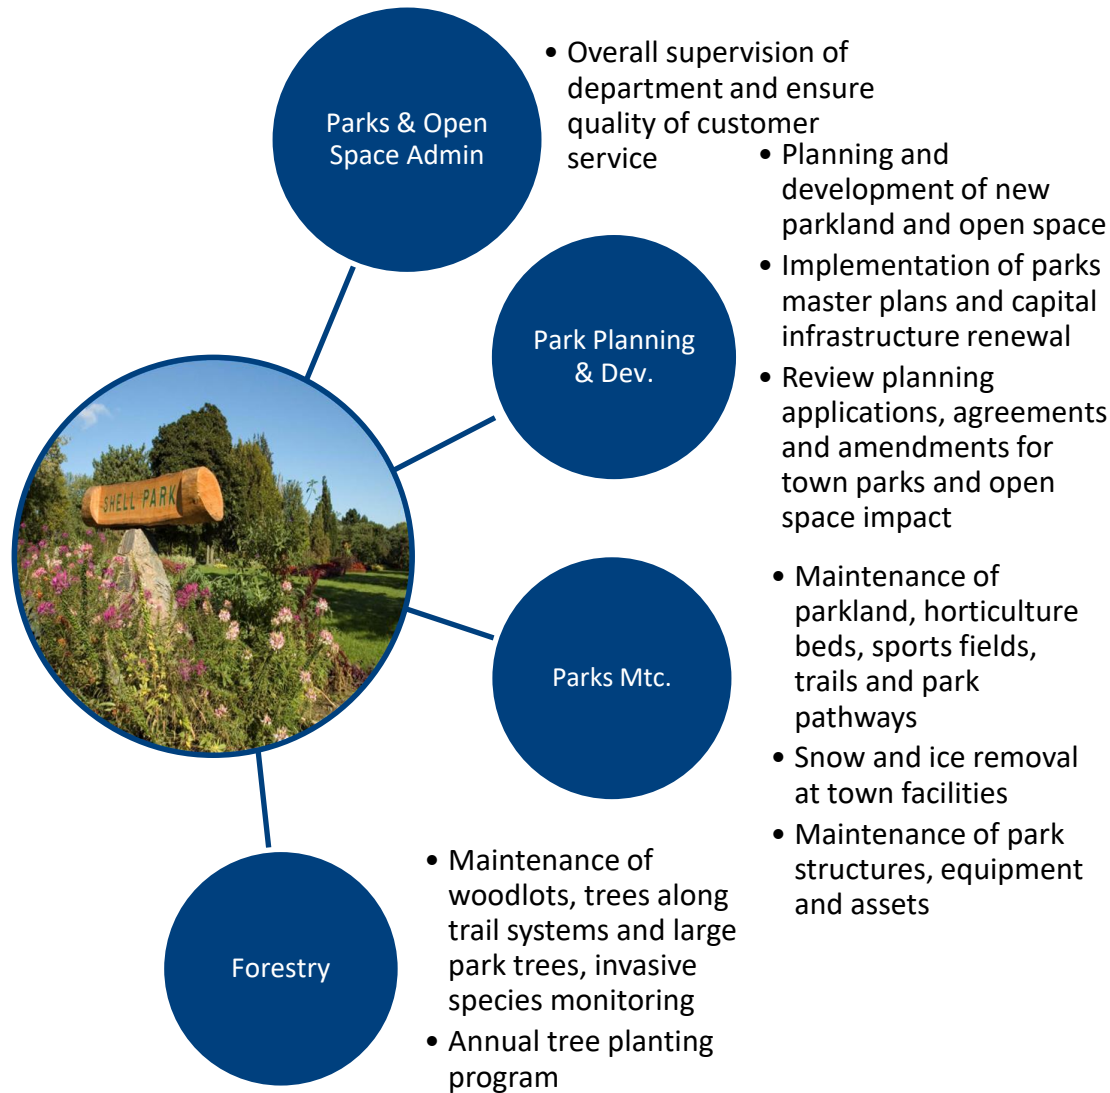 Parks & Open
Space Admin
• Overall supervision of
department and ensure
quality of customer
service
Park Planning
& Dev.
• Planning and
development of new
parkland and open space
• Implementation of parks
master plans and capital
infrastructure renewal
• Review planning
applications, agreements
and amendments for
town parks and open
space impact
SHELL PARK
Parks Mtc.
• Maintenance of
parkland, horticulture
beds, sports fields,
trails and park
pathways
• Snow and ice removal
at town facilities
• Maintenance of park
structures, equipment
and assets
Forestry
• Maintenance of
woodlots, trees along
trail systems and large
park trees, invasive
species monitoring
• Annual tree planting
program